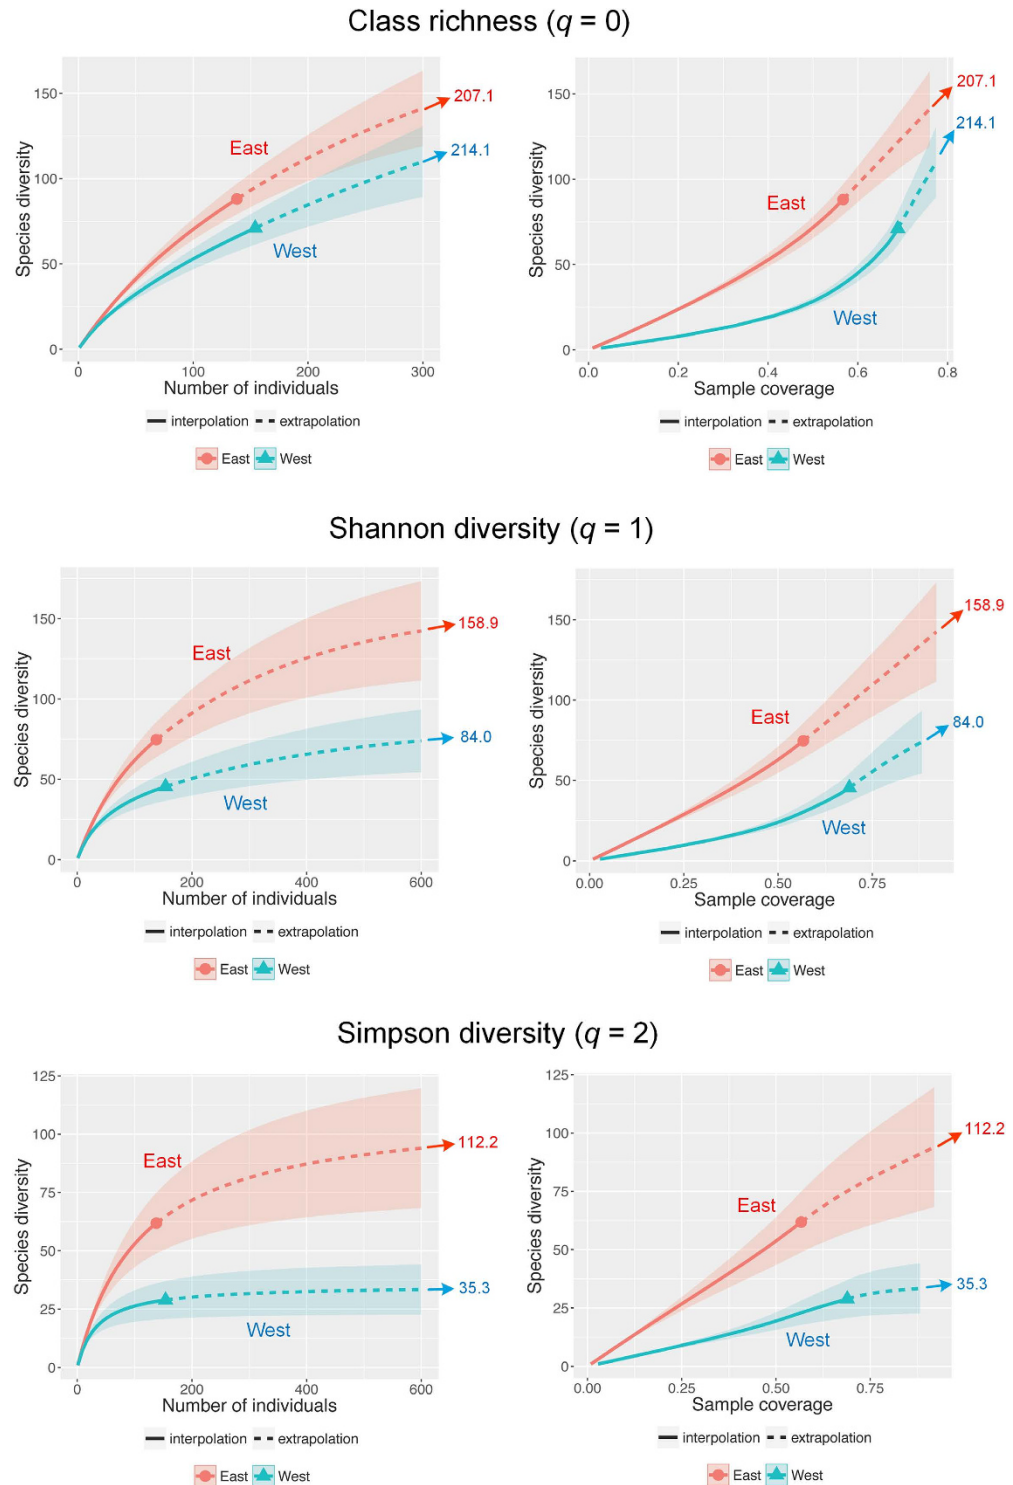 Class richness (q = 0)
Species diversity
150
100
50
0
0
100
200
300
Number of individuals
East
West
207.1
214.1
interpolation extrapolation
East West
Species diversity
150
100
50
0
0.0
0.2
0.4
0.6
0.8
Sample coverage
East
West
207.1
214.1
interpolation extrapolation
East West
Shannon diversity (q = 1)
Species diversity
150
100
50
0
0
200
400
600
Number of individuals
East
West
158.9
84.0
interpolation extrapolation
East West
Species diversity
150
100
50
0
0.00
0.25
0.50
0.75
Sample coverage
East
West
158.9
84.0
interpolation extrapolation
East West
Simpson diversity (q = 2)
Species diversity
125
100
75
50
25
0
0
200
400
600
Number of individuals
East
West
112.2
35.3
interpolation extrapolation
East West
Species diversity
125
100
75
50
25
0
0.00
0.25
0.50
0.75
Sample coverage
East
West
112.2
35.3
interpolation extrapolation
East West